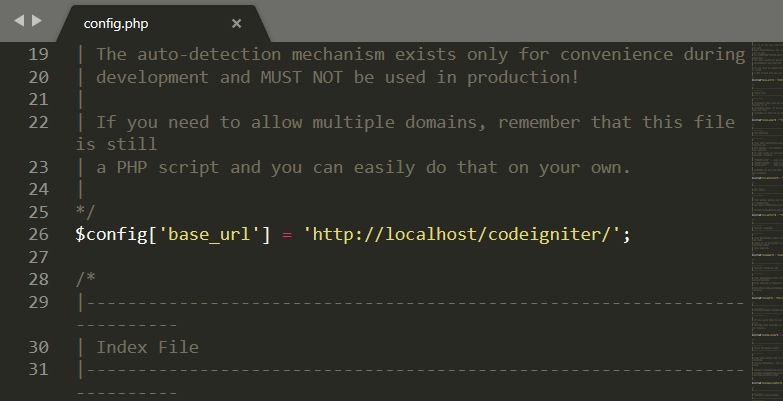 config.php ×
19 | The auto-detection mechanism exists only for convenience during
20 | development and MUST NOT be used in production!
21 |
22 | If you need to allow multiple domains, remember that this file
is still
23 | a PHP script and you can easily do that on your own.
24 |
25 */
26 $config['base_url'] = 'http://localhost/codeigniter/';
27
28 /*
29 |----------------------------------------------------------------
----------
30 | Index File
31 |----------------------------------------------------------------
----------